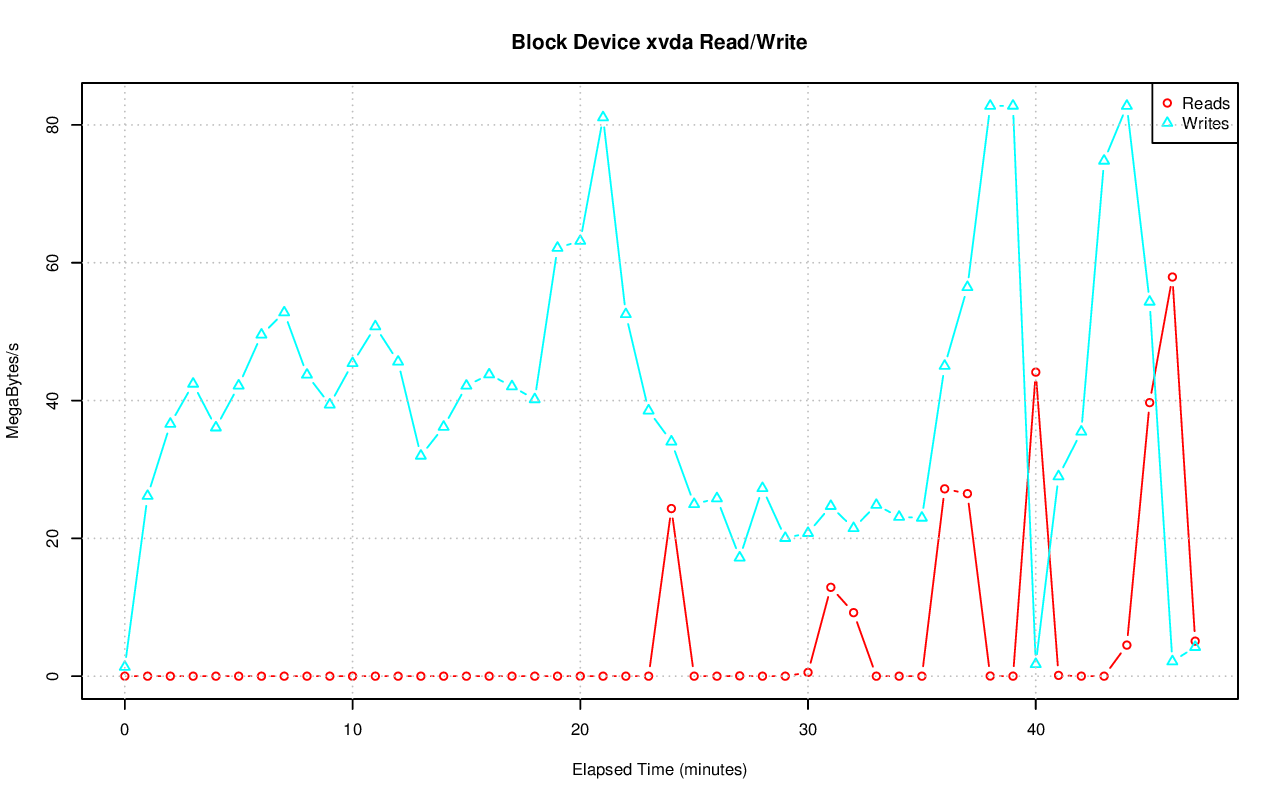 Block Device xvda Read/Write
Reads
Writes
MegaBytes/s
80
60
40
20
0
0 10 20 30 40
Elapsed Time (minutes)